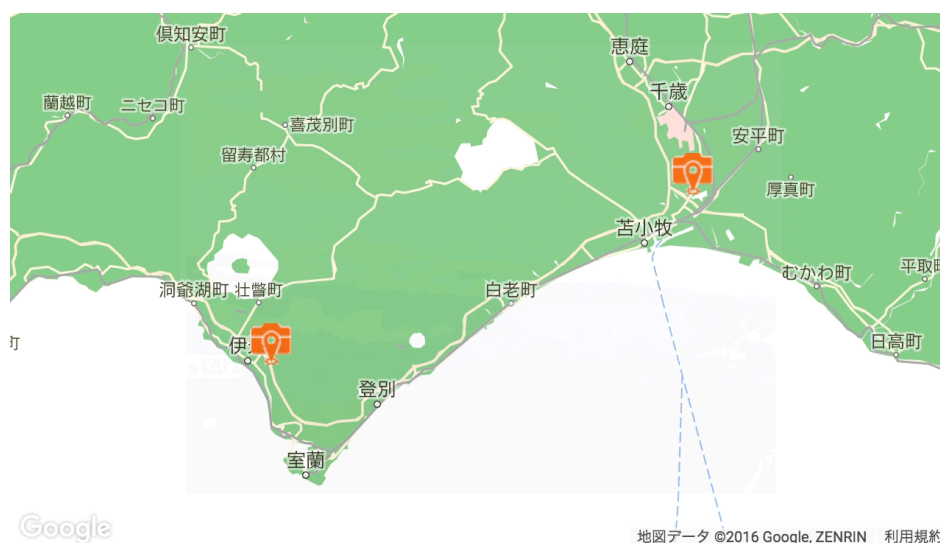 倶知安町
恵庭
蘭越町
ニセコ町
千歳
喜茂別町
安平町
留寿都村
厚真町
苫小牧
平取町
むかわ町
洞爺湖町
壮瞥町
白老町
町
伊
日高町
登別
室蘭
Google
地図データ ©2016 Google, ZENRIN
利用規約